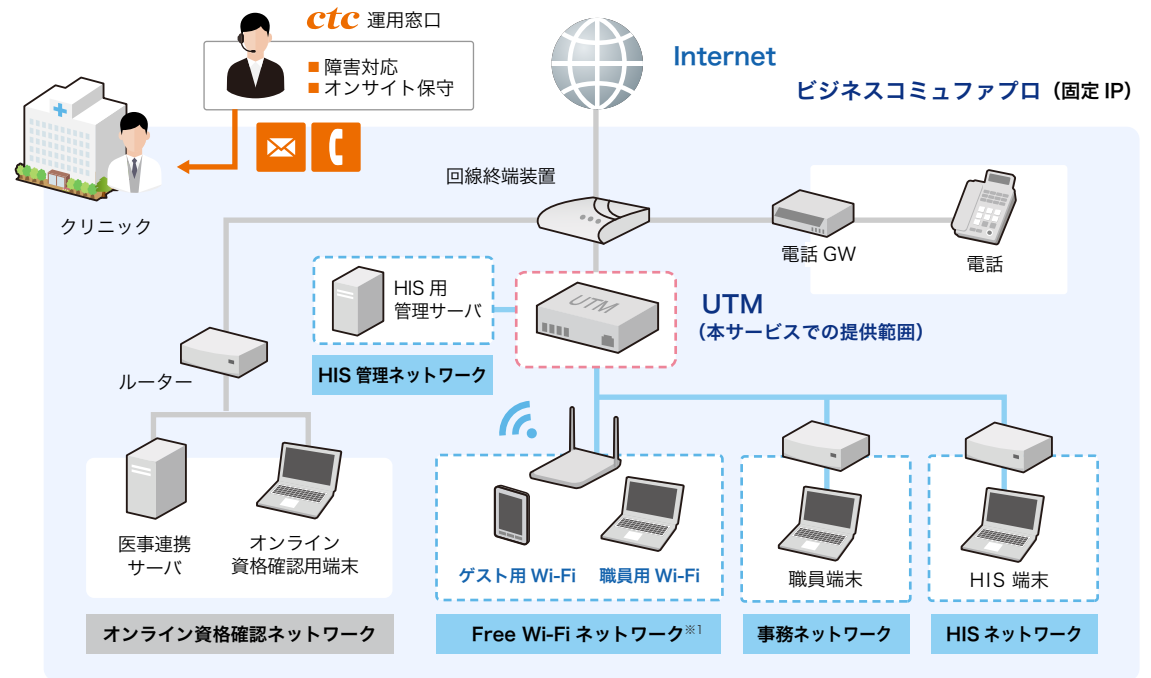 ctc 運用窓口
■ 障害対応
■ オンサイト保守
Internet
ビジネスコミュファプロ（固定 IP）
クリニック
回線終端装置
電話 GW
電話
HIS 用
管理サーバ
UTM
UTM
（本サービスでの提供範囲）
HIS 管理ネットワーク
ルーター
医事連携
サーバ
オンライン
資格確認用端末
ゲスト用 Wi-Fi
職員用 Wi-Fi
職員端末
HIS 端末
オンライン資格確認ネットワーク
Free Wi-Fi ネットワーク※1
事務ネットワーク
HIS ネットワーク